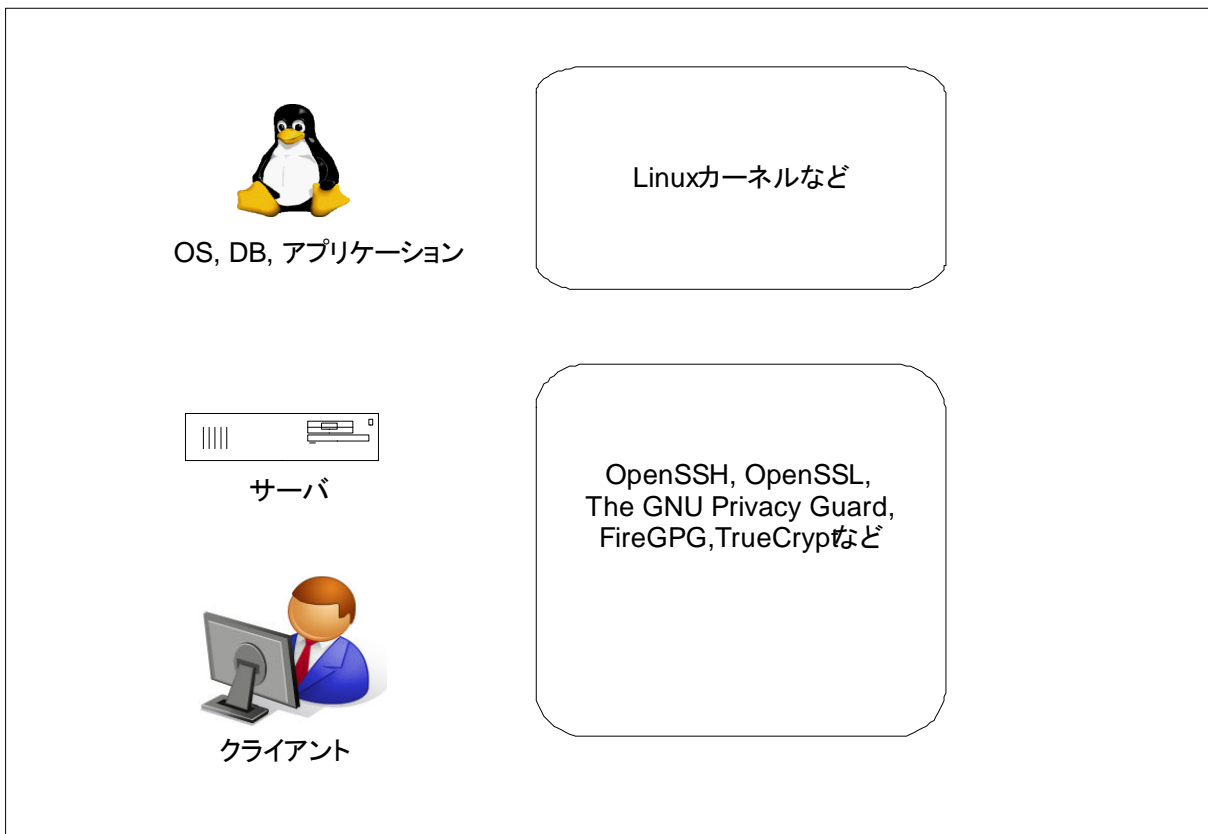 Linuxカーネルなど
OS, DB, アプリケーション
OpenSSH, OpenSSL,
The GNU Privacy Guard,
FireGPG,TrueCryptなど
サーバ
クライアント